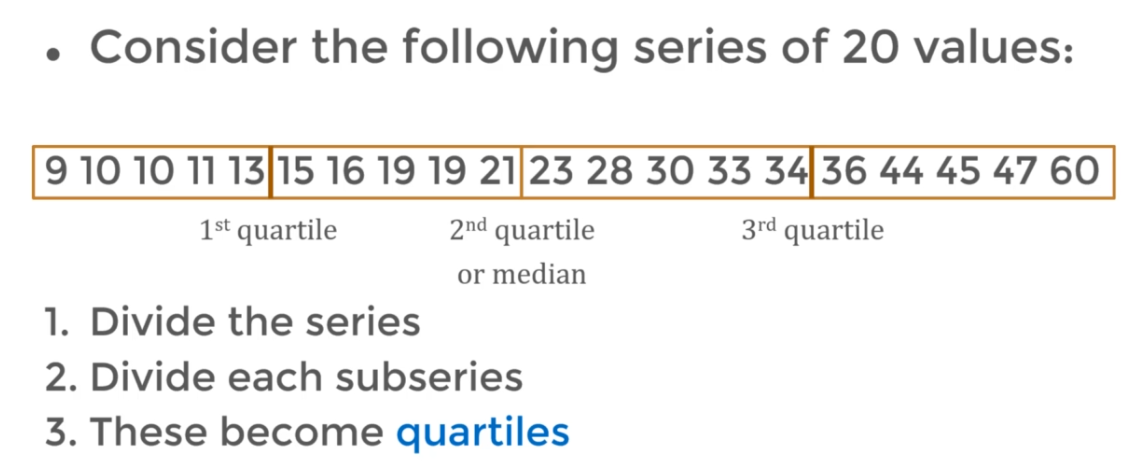 • Consider the following series of 20 values:
9 10 10 11 13 15 16 19 19 21 23 28 30 33 34 36 44 45 47 60
1st quartile 2nd quartile 3rd quartile
or median
1. Divide the series
2. Divide each subseries
3. These become quartiles